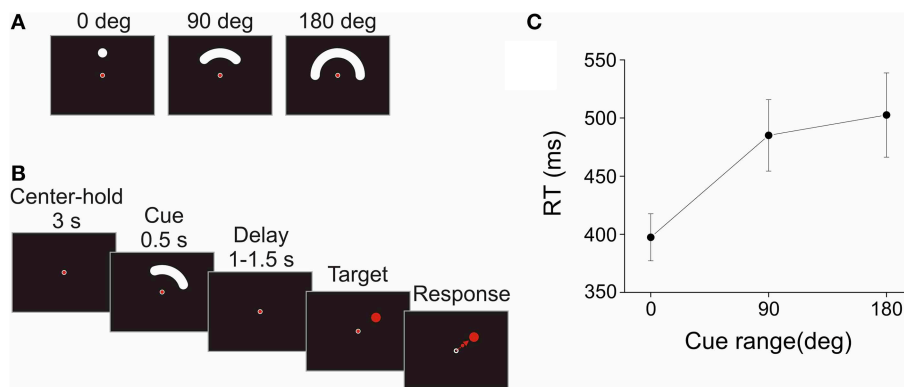 A
0 deg
90 deg
180 deg
B
Center-hold
3 s
Cue
0.5 s
Delay
1-1.5 s
Target
Response
C
550
500
450
400
350
RT (ms)
0
90
180
Cue range(deg)